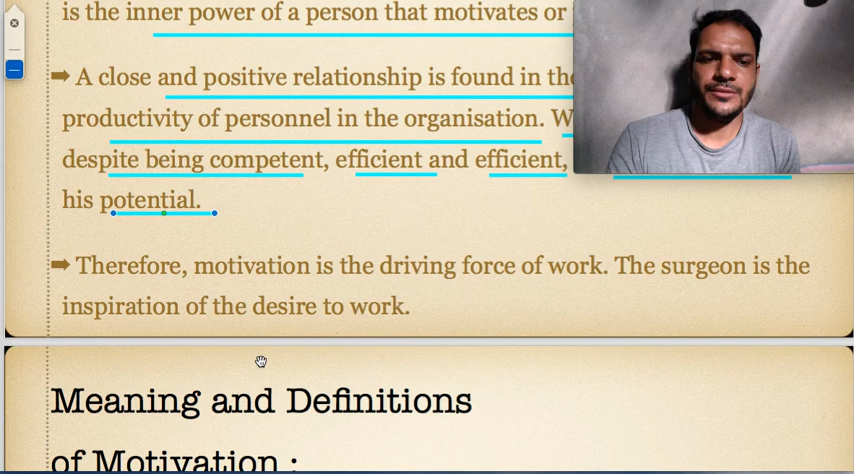 is the inner power of a person that motivates or
➡ A close and positive relationship is found in the
productivity of personnel in the organisation.
despite being competent, efficient and efficient,
his potential.
➡ Therefore, motivation is the driving force of work. The surgeon is the
inspiration of the desire to work.
Meaning and Definitions
of Motivation :